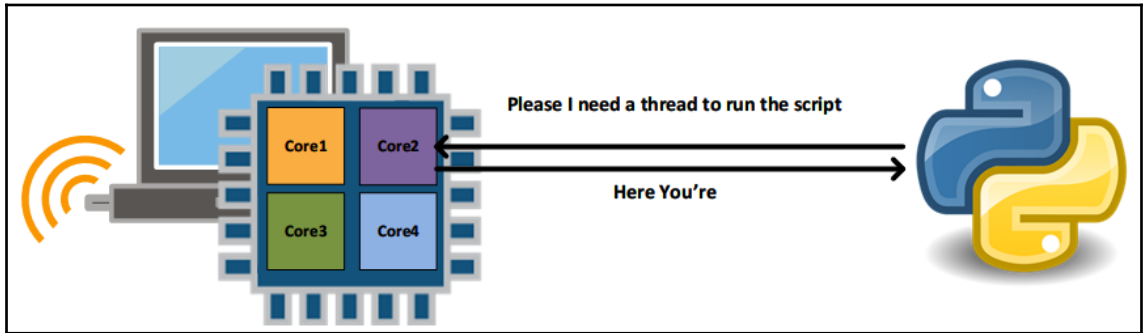 Please I need a thread to run the script
Core1
Core2
Here You're
Core3
Core4